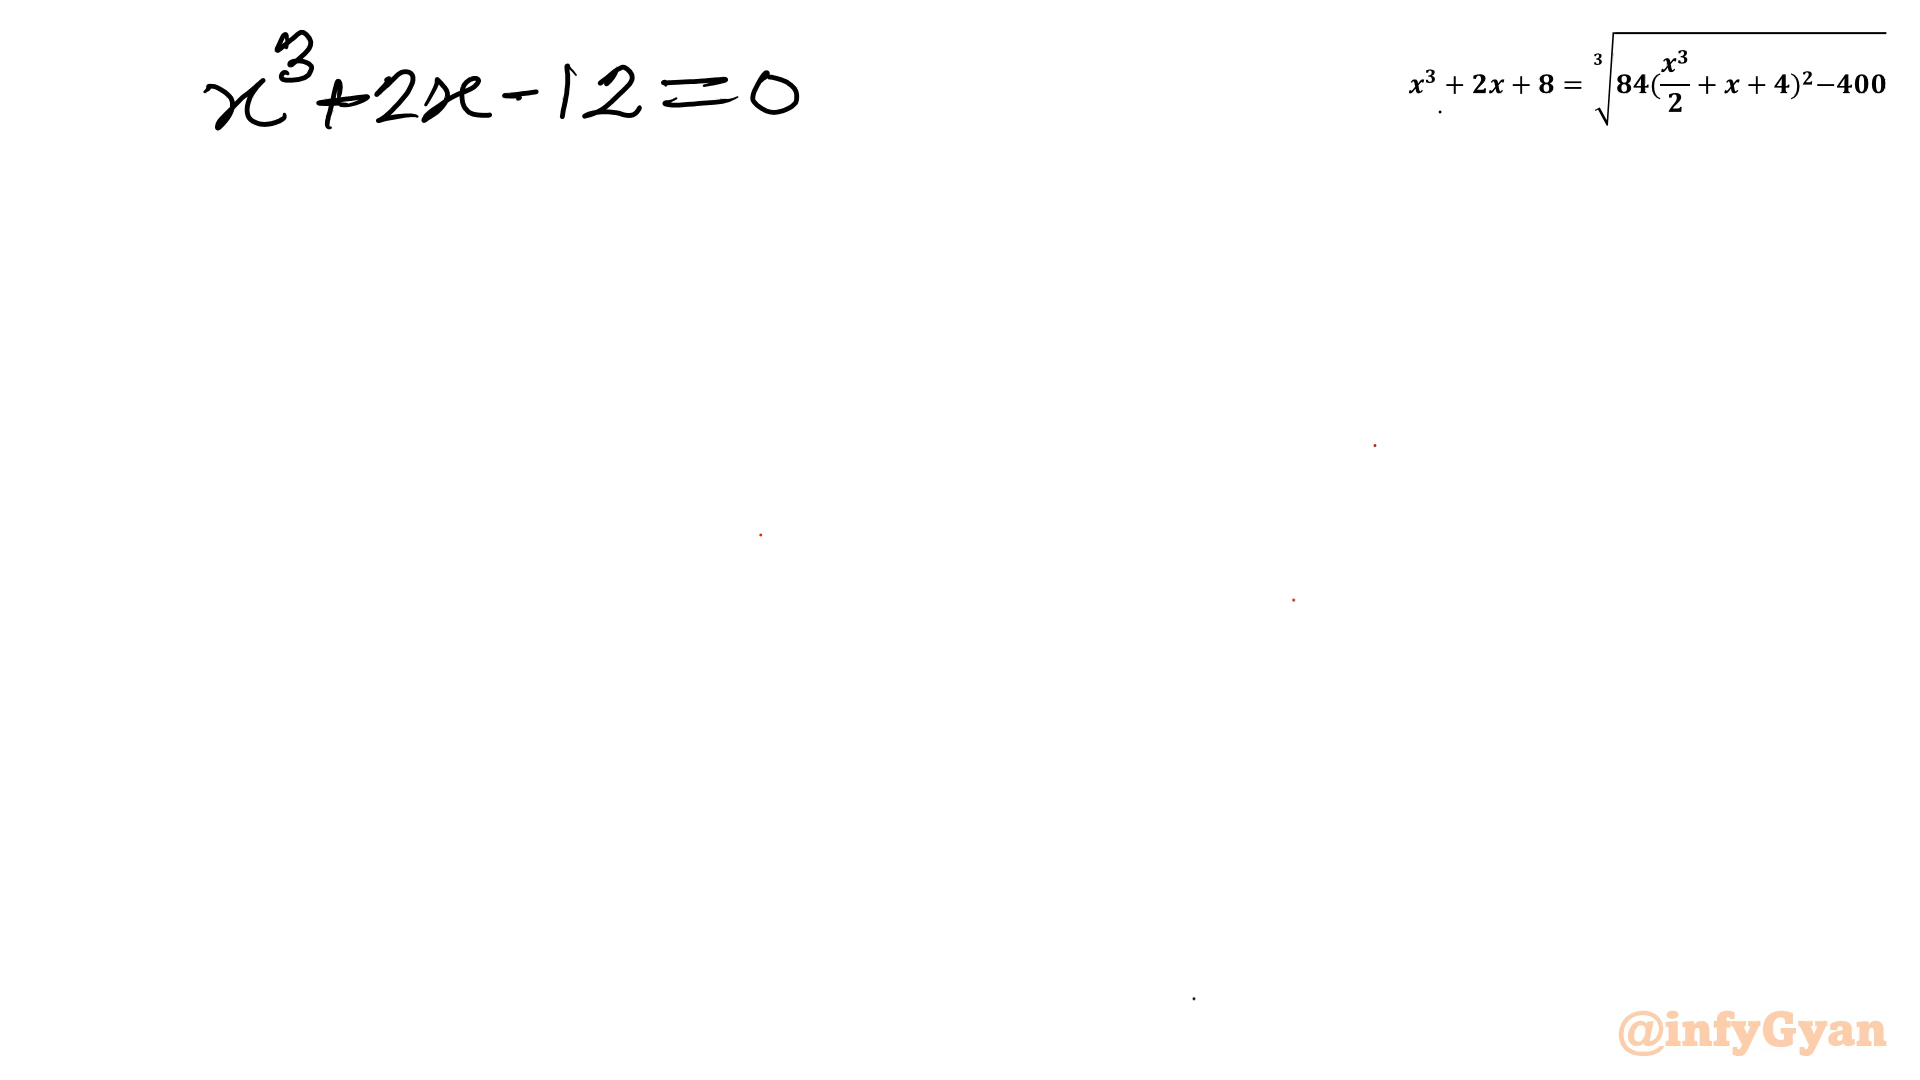 x³+2x-12=0
x³ + 2x + 8 = ∛(84(x³/2 + x + 4)²−400)
@infyGyan